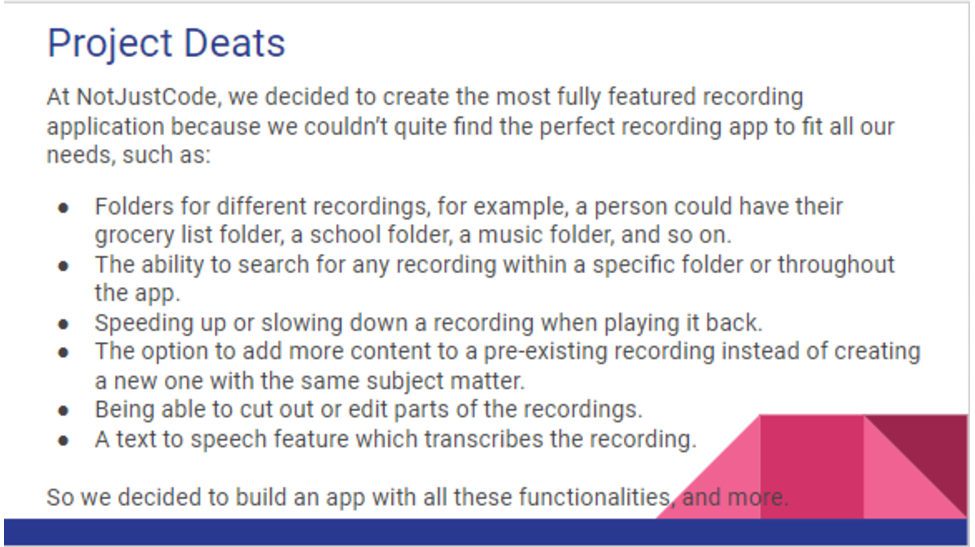 Project Deats
At NotJustCode, we decided to create the most fully featured recording
application because we couldn't quite find the perfect recording app to fit all our
needs, such as:
● Folders for different recordings, for example, a person could have their
grocery list folder, a school folder, a music folder, and so on.
● The ability to search for any recording within a specific folder or throughout
the app.
● Speeding up or slowing down a recording when playing it back.
● The option to add more content to a pre-existing recording instead of creating
a new one with the same subject matter.
● Being able to cut out or edit parts of the recordings.
● A text to speech feature which transcribes the recording.
So we decided to build an app with all these functionalities, and more.